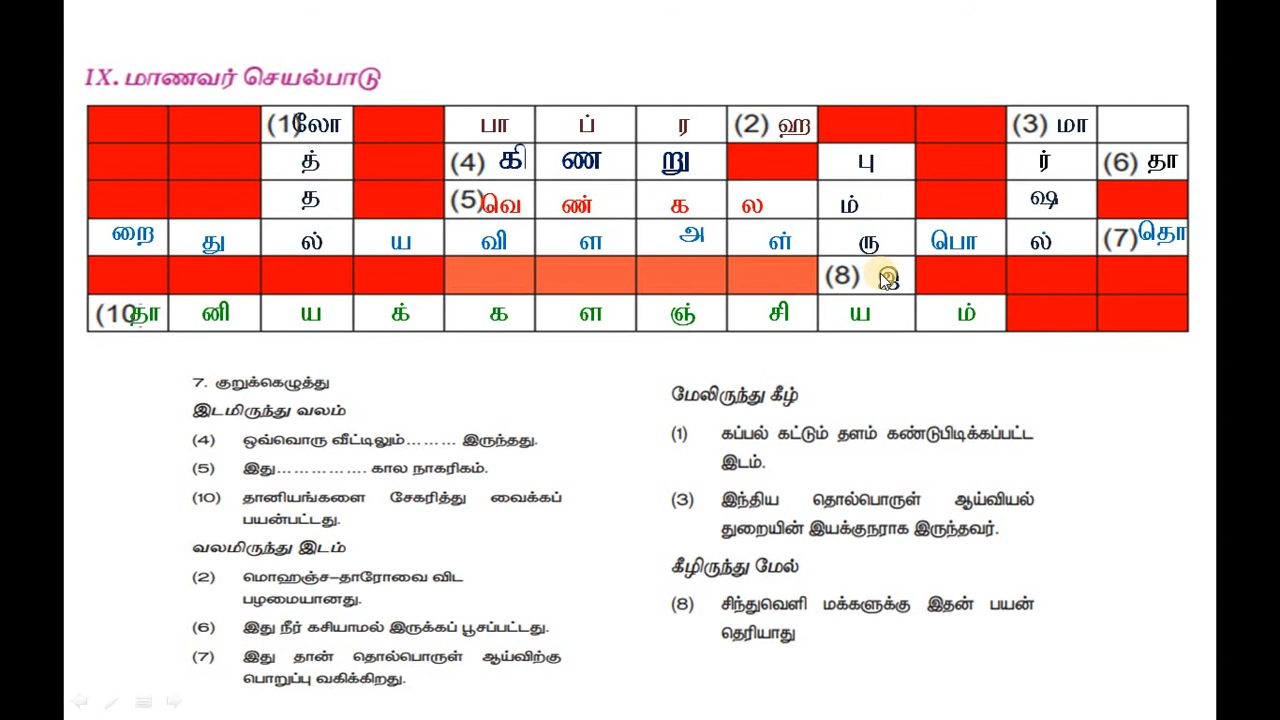 IX. மாணவர் செயல்பாடு
(1) லோ பா ப் ர (2) ஹ (3) மா
த் (4) கி ண று பு ர் (6) தா
த (5) வெ ண் க ல ம் ஷ
றை து ல் ய வி ள அ ள் ரு பொ ல் (7) தொ
(8)
(10 தா னி ய க் க ள ஞ் சி ய ம்
7. குறுக்கெழுத்து
இடமிருந்து வலம்
(4) ஒவ்வொரு வீட்டிலும்……… இருந்தது.
(5) இது……………. கால நாகரிகம்.
(10) தானியங்களை சேகரித்து வைக்கப்
பயன்பட்டது.
வலமிருந்து இடம்
(2) மொஹஞ்ச-தாரோவை விட
பழமையானது.
(6) இது நீர் கசியாமல் இருக்கப் பூசப்பட்டது.
(7) இது தான் தொல்பொருள் ஆய்விற்கு
பொறுப்பு வகிக்கிறது.
மேலிருந்து கீழ்
(1) கப்பல் கட்டும் தளம் கண்டுபிடிக்கப்பட்ட
இடம்.
(3) இந்திய தொல்பொருள் ஆய்வியல்
துறையின் இயக்குநராக இருந்தவர்.
கீழிருந்து மேல்
(8) சிந்துவெளி மக்களுக்கு இதன் பயன்
தெரியாது